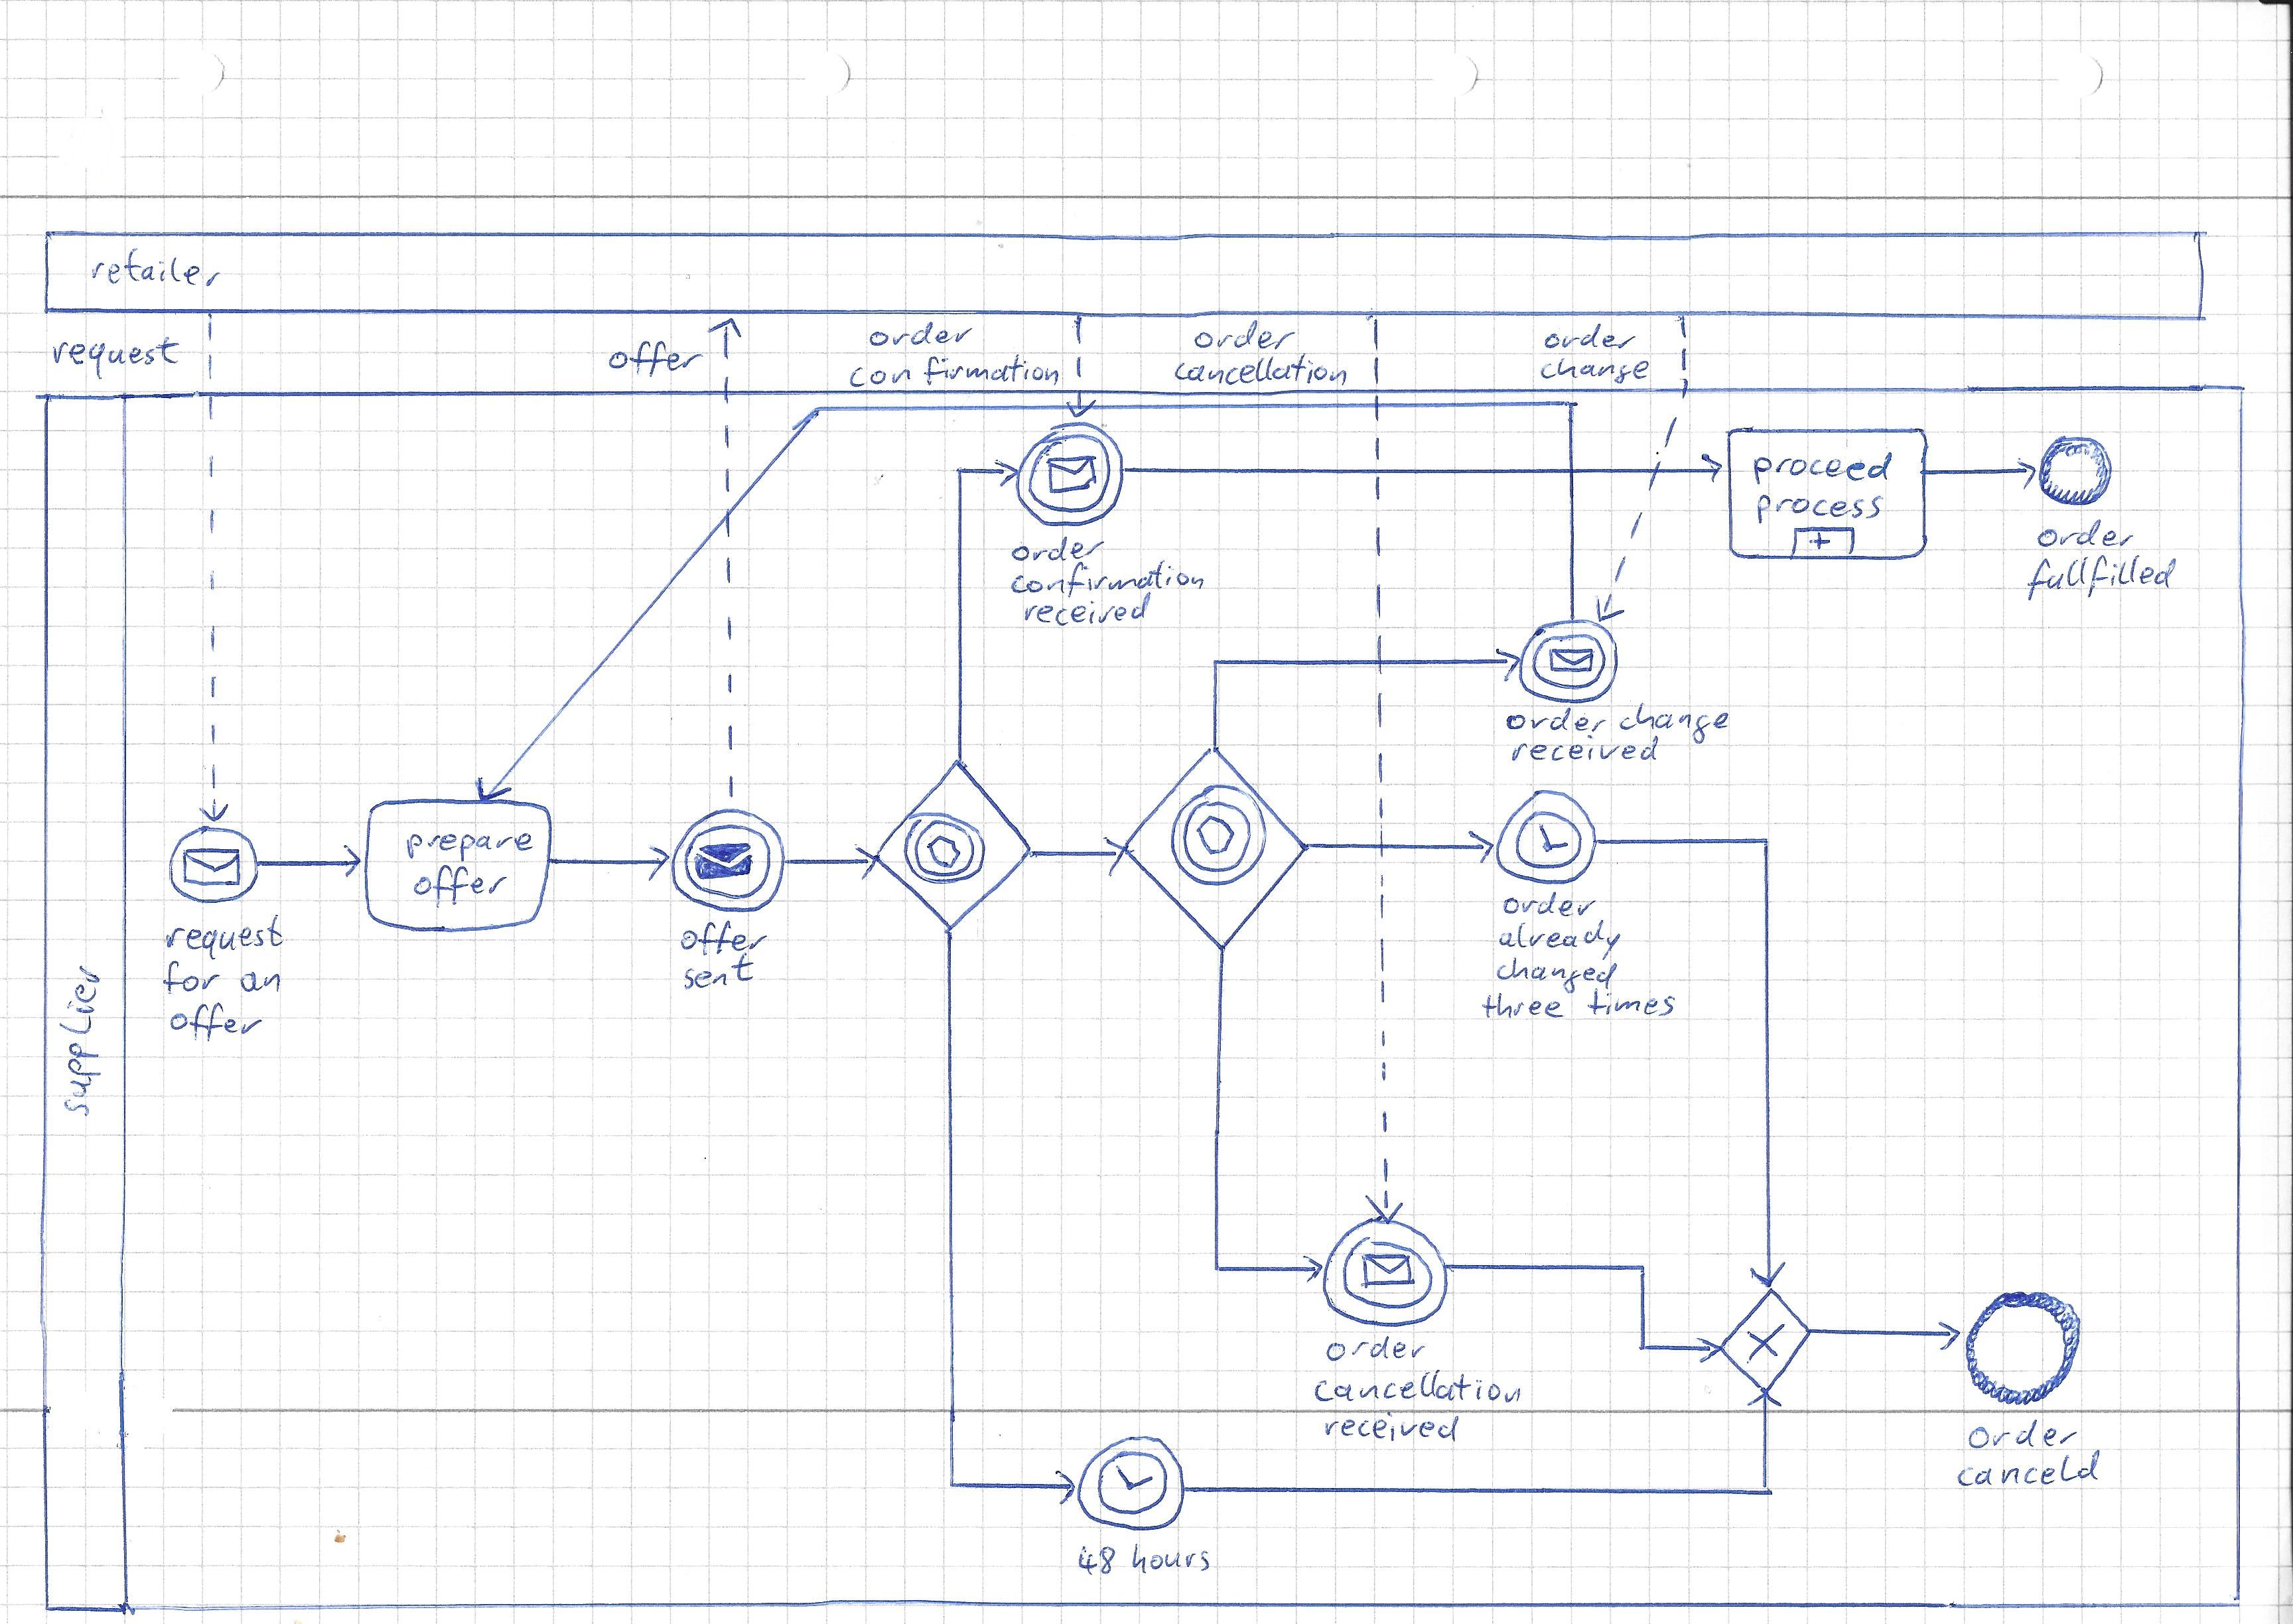 retailer
request
offer
order
confirmation
order
cancellation
order
change
supplier
request
for an
offer
prepare
offer
offer
sent
order
confirmation
received
proceed
process
+
order
fullfilled
order change
received
order
already
changed
three times
order
cancellation
received
48 hours
order
canceld